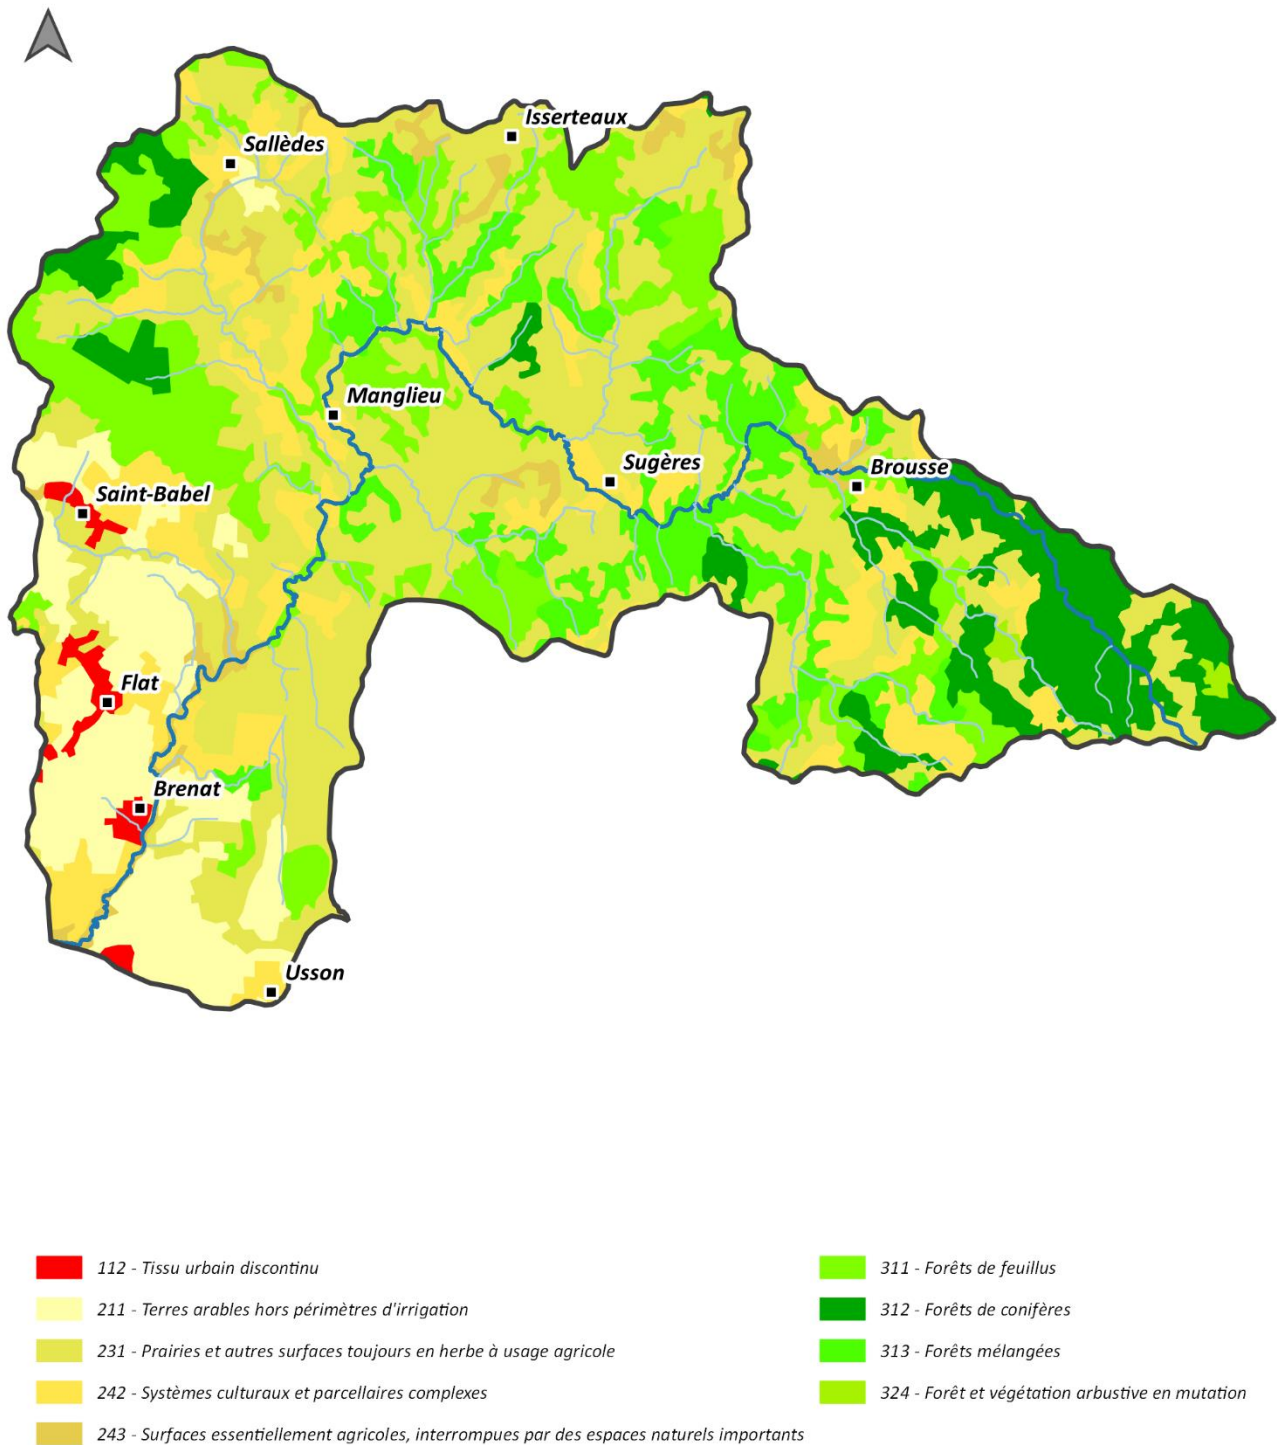 Isserteaux
Sallèdes
Manglieu
Sugères
Brousse
Saint-Babel
Flat
Brenat
Usson
112 - Tissu urbain discontinu
211 - Terres arables hors périmètres d'irrigation
231 - Prairies et autres surfaces toujours en herbe à usage agricole
242 - Systèmes culturaux et parcellaires complexes
243 - Surfaces essentiellement agricoles, interrompues par des espaces naturels importants
311 - Forêts de feuillus
312 - Forêts de conifères
313 - Forêts mélangées
324 - Forêt et végétation arbustive en mutation